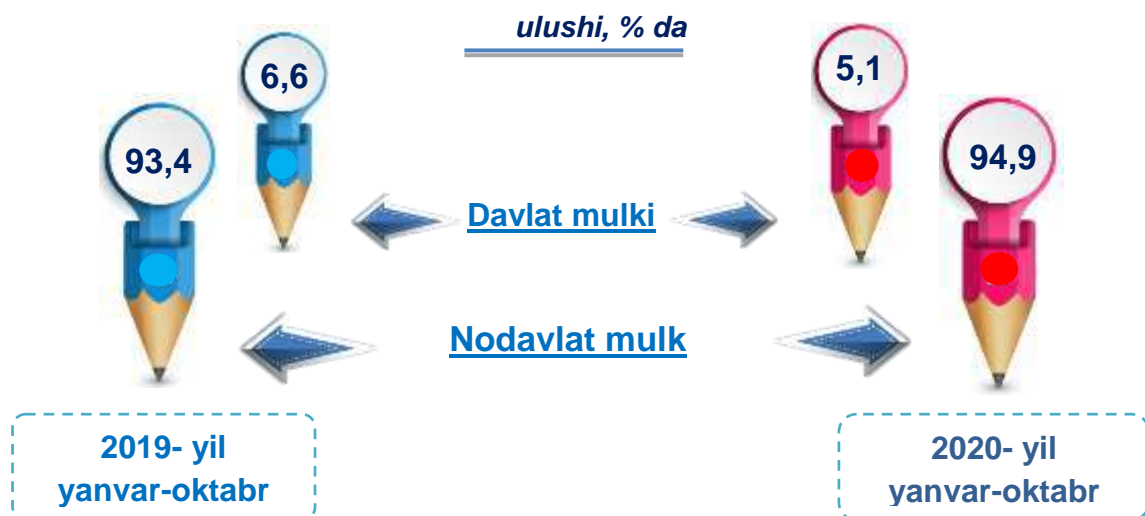 ulushi, % da
6,6
5,1
93,4
94,9
Davlat mulki
Nodavlat mulk
2019- yil
yanvar-oktabr
2020- yil
yanvar-oktabr